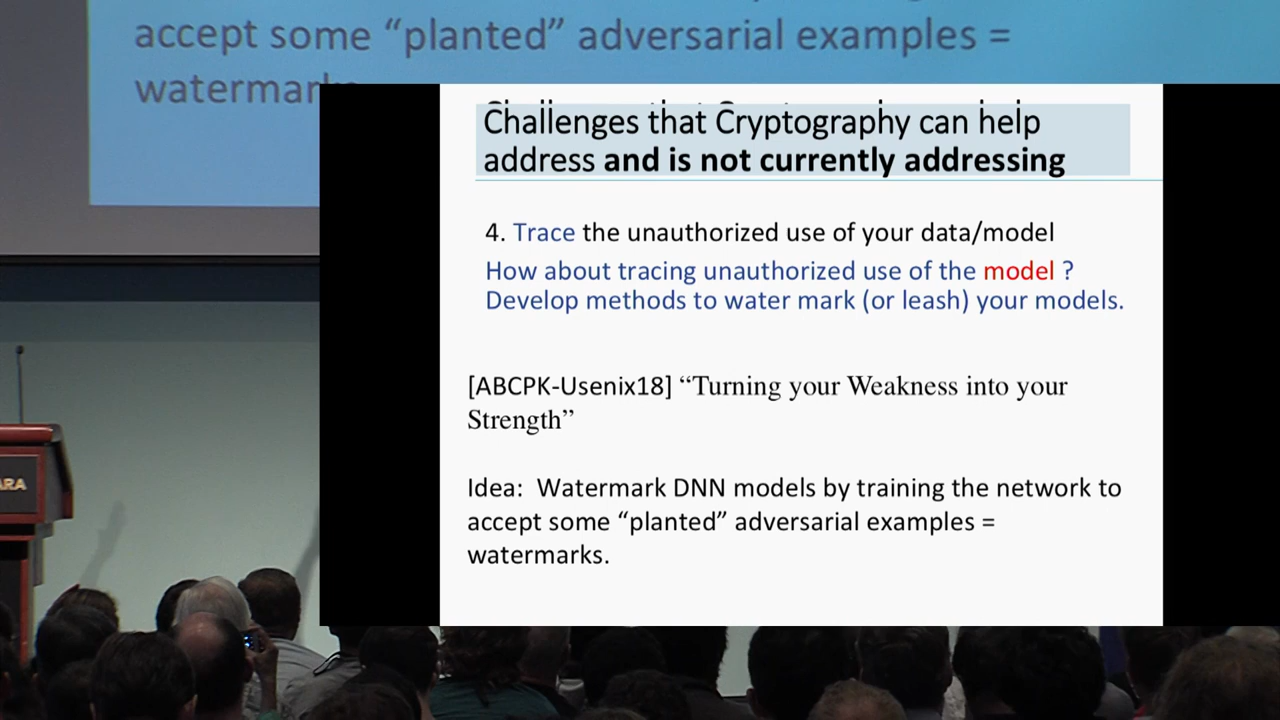 accept some “planted” adversarial examples =
watermarks
Challenges that Cryptography can help
address and is not currently addressing
4. Trace the unauthorized use of your data/model
How about tracing unauthorized use of the model ?
Develop methods to water mark (or leash) your models.
[ABCPK-Usenix18] “Turning your Weakness into your
Strength”
Idea: Watermark DNN models by training the network to
accept some “planted” adversarial examples =
watermarks.
ARA